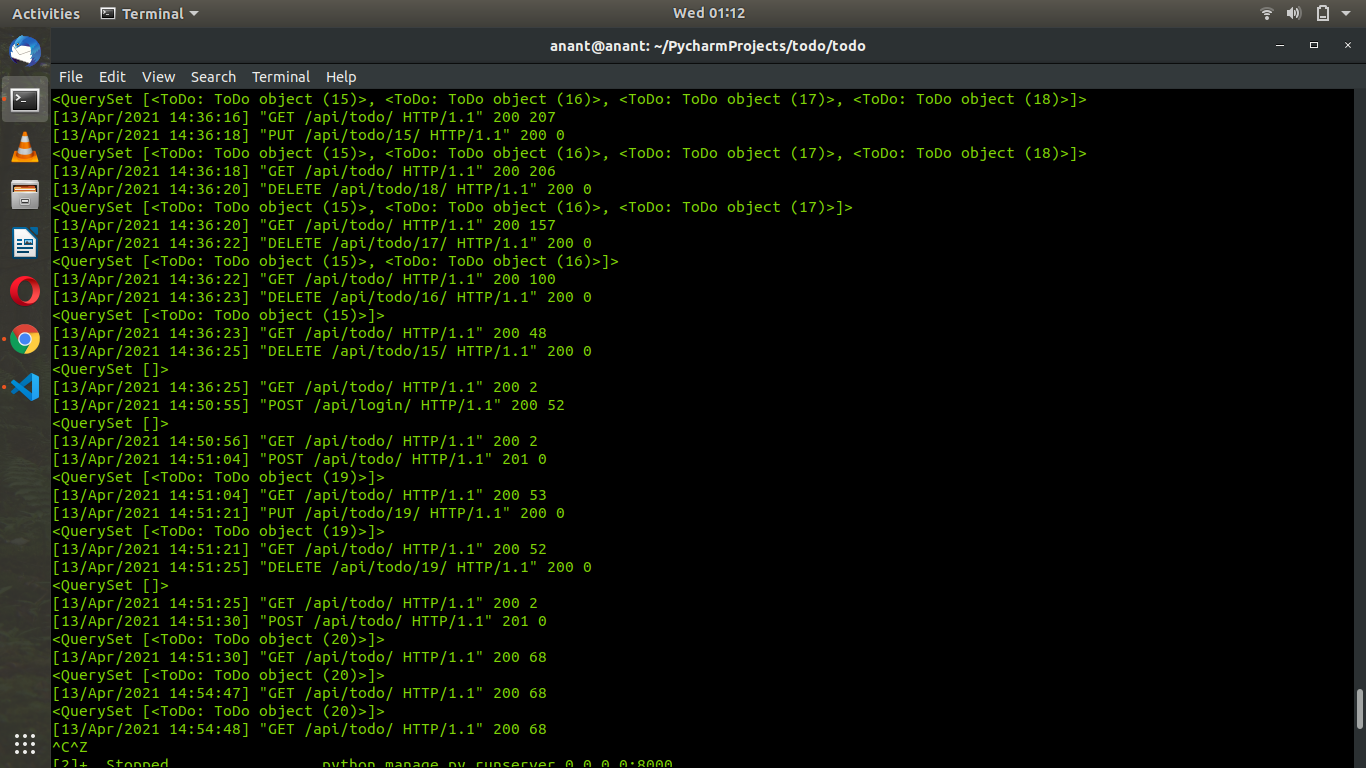 Activities
Terminal
Wed 01:12
anant@anant: ~/PycharmProjects/todo/todo
File Edit View Search Terminal Help
<QuerySet [<ToDo: ToDo object (15)>, <ToDo: ToDo object (16)>, <ToDo: ToDo object (17)>, <ToDo: ToDo object (18)>]>
[13/Apr/2021 14:36:16] "GET /api/todo/ HTTP/1.1" 200 207
[13/Apr/2021 14:36:18] "PUT /api/todo/15/ HTTP/1.1" 200 0
<QuerySet [<ToDo: ToDo object (15)>, <ToDo: ToDo object (16)>, <ToDo: ToDo object (17)>, <ToDo: ToDo object (18)>]>
[13/Apr/2021 14:36:18] "GET /api/todo/ HTTP/1.1" 200 206
[13/Apr/2021 14:36:20] "DELETE /api/todo/18/ HTTP/1.1" 200 0
<QuerySet [<ToDo: ToDo object (15)>, <ToDo: ToDo object (16)>, <ToDo: ToDo object (17)>]>
[13/Apr/2021 14:36:20] "GET /api/todo/ HTTP/1.1" 200 157
[13/Apr/2021 14:36:22] "DELETE /api/todo/17/ HTTP/1.1" 200 0
<QuerySet [<ToDo: ToDo object (15)>, <ToDo: ToDo object (16)>]>
[13/Apr/2021 14:36:22] "GET /api/todo/ HTTP/1.1" 200 100
[13/Apr/2021 14:36:23] "DELETE /api/todo/16/ HTTP/1.1" 200 0
<QuerySet [<ToDo: ToDo object (15)>]>
[13/Apr/2021 14:36:23] "GET /api/todo/ HTTP/1.1" 200 48
[13/Apr/2021 14:36:25] "DELETE /api/todo/15/ HTTP/1.1" 200 0
<QuerySet []>
[13/Apr/2021 14:36:25] "GET /api/todo/ HTTP/1.1" 200 2
[13/Apr/2021 14:50:55] "POST /api/login/ HTTP/1.1" 200 52
<QuerySet []>
[13/Apr/2021 14:50:56] "GET /api/todo/ HTTP/1.1" 200 2
[13/Apr/2021 14:51:04] "POST /api/todo/ HTTP/1.1" 201 0
<QuerySet [<ToDo: ToDo object (19)>]>
[13/Apr/2021 14:51:04] "GET /api/todo/ HTTP/1.1" 200 53
[13/Apr/2021 14:51:21] "PUT /api/todo/19/ HTTP/1.1" 200 0
<QuerySet [<ToDo: ToDo object (19)>]>
[13/Apr/2021 14:51:21] "GET /api/todo/ HTTP/1.1" 200 52
[13/Apr/2021 14:51:25] "DELETE /api/todo/19/ HTTP/1.1" 200 0
<QuerySet []>
[13/Apr/2021 14:51:25] "GET /api/todo/ HTTP/1.1" 200 2
[13/Apr/2021 14:51:30] "POST /api/todo/ HTTP/1.1" 201 0
<QuerySet [<ToDo: ToDo object (20)>]>
[13/Apr/2021 14:51:30] "GET /api/todo/ HTTP/1.1" 200 68
<QuerySet [<ToDo: ToDo object (20)>]>
[13/Apr/2021 14:54:47] "GET /api/todo/ HTTP/1.1" 200 68
<QuerySet [<ToDo: ToDo object (20)>]>
[13/Apr/2021 14:54:48] "GET /api/todo/ HTTP/1.1" 200 68
^C^Z
[2]+ Stopped python manage.py runserver 0.0.0.0:8000